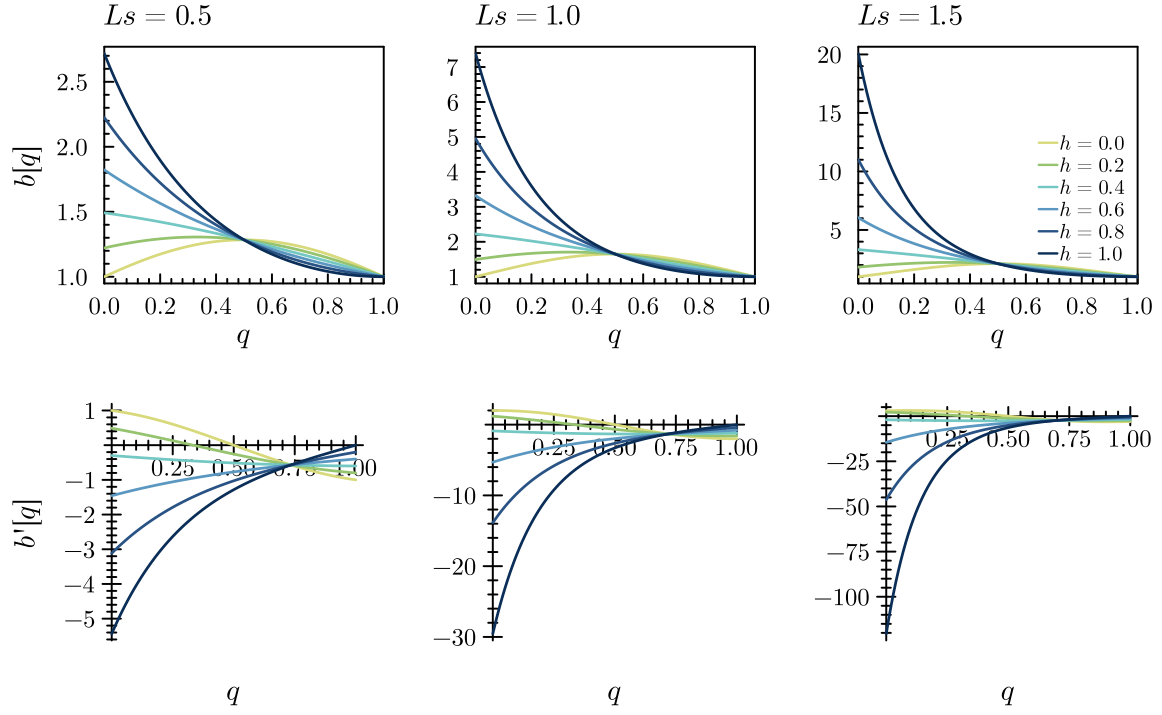 Ls = 0.5
Ls = 1.0
Ls = 1.5
b[q]
2.5
2.0
1.5
1.0
0.0 0.2 0.4 0.6 0.8 1.0
q
7
6
5
4
3
2
1
0.0 0.2 0.4 0.6 0.8 1.0
q
20
15
10
5
h = 0.0
h = 0.2
h = 0.4
h = 0.6
h = 0.8
h = 1.0
0.0 0.2 0.4 0.6 0.8 1.0
q
b'[q]
1
−1
−2
−3
−4
−5
0.25 0.50 0.75 1.00
q
−10
−20
−30
0.25 0.50 0.75 1.00
q
−25
−50
−75
−100
0.25 0.50 0.75 1.00
q